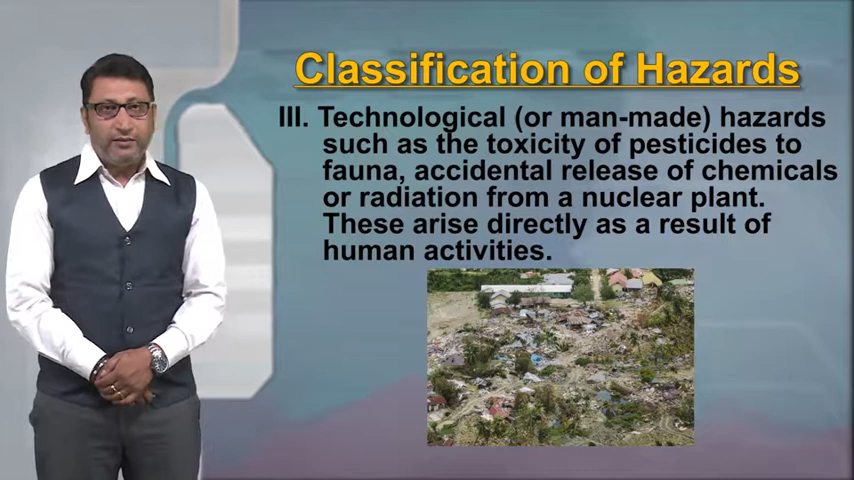 Classification of Hazards
III. Technological (or man-made) hazards
such as the toxicity of pesticides to
fauna, accidental release of chemicals
or radiation from a nuclear plant.
These arise directly as a result of
human activities.